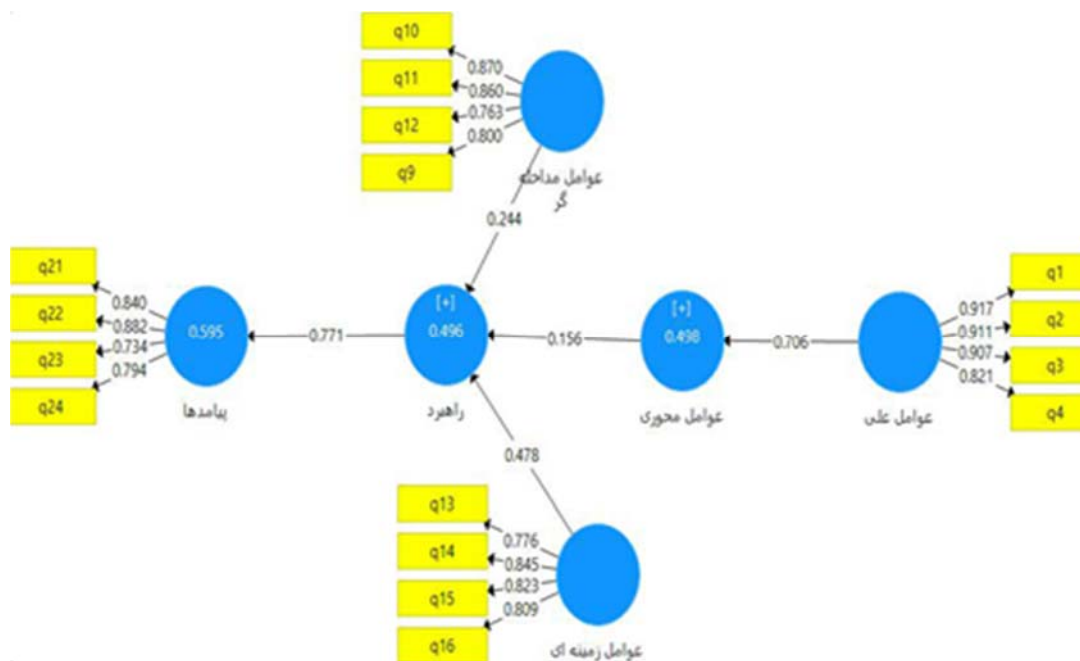 q10
0.870
q11
0.860
q12
0.763
q9
0.800
عوامل مداخله
گر
0.244
q21
0.840
q22
0.882
q23
0.734
q24
0.794
0.595
پیامدها
0.771
[+]
0.496
راهبرد
0.156
[+]
0.498
عوامل محوری
0.706
عوامل علی
q1
0.917
q2
0.911
q3
0.907
q4
0.821
0.478
q13
0.776
q14
0.845
q15
0.823
q16
0.809
عوامل زمینه ای